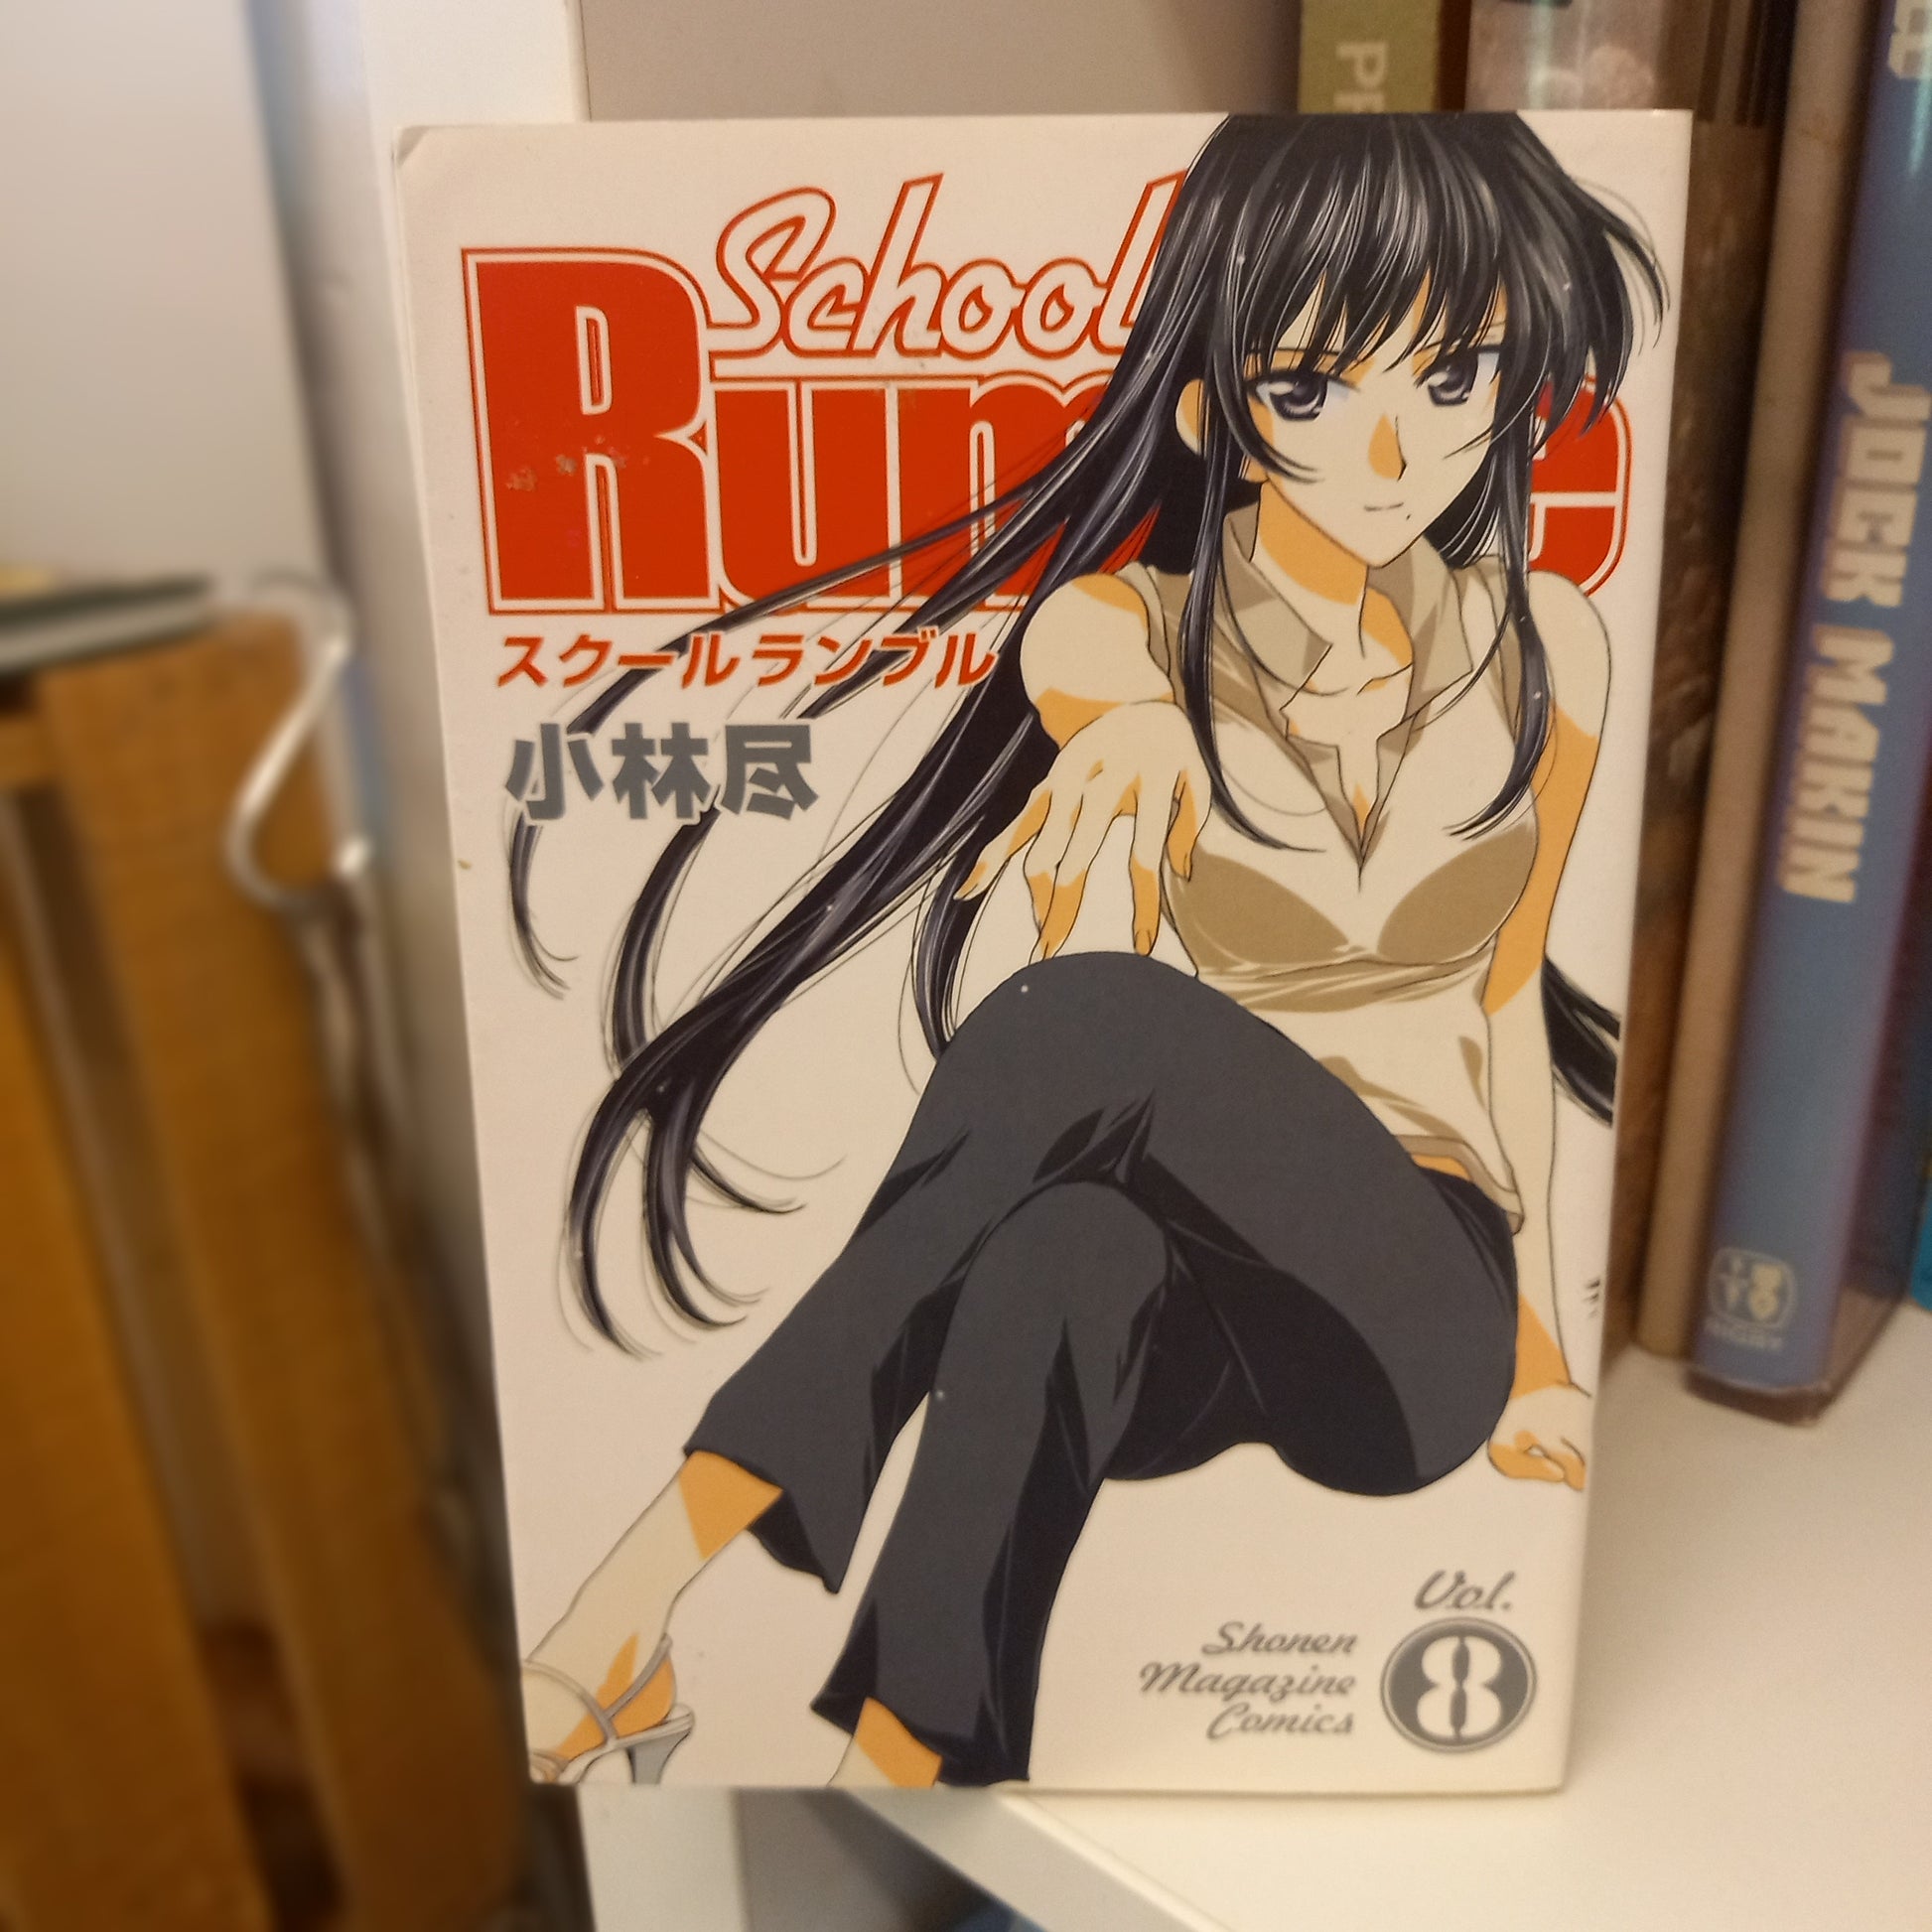 School
Rum e
スクールランブル
小林尽
Vol.
8
Shonen
Magazine
Comics
JOCK MAKIN